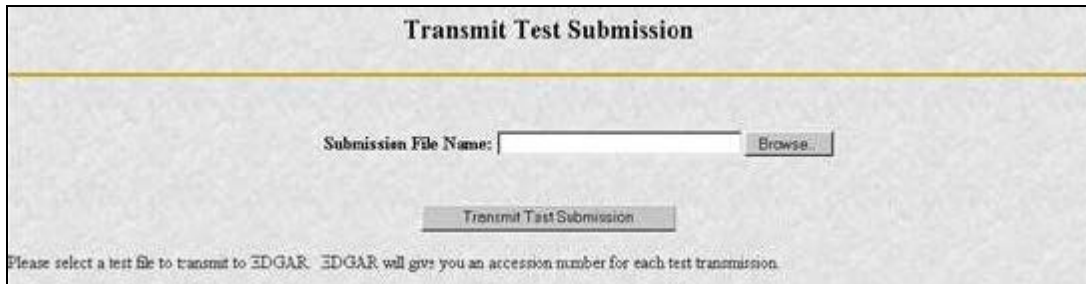 Transmit Test Submission
Submission File Name: Browse..
Transmit Test Submission
Please select a test file to transmit to EDGAR. EDGAR will give you an accession number for each test transmission.